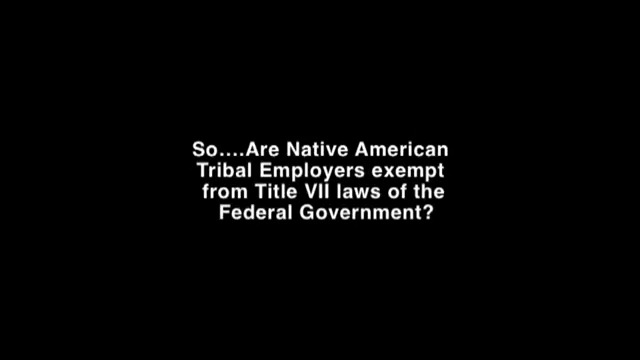 So....Are Native American
Tribal Employers exempt
from Title VII laws of the
Federal Government?